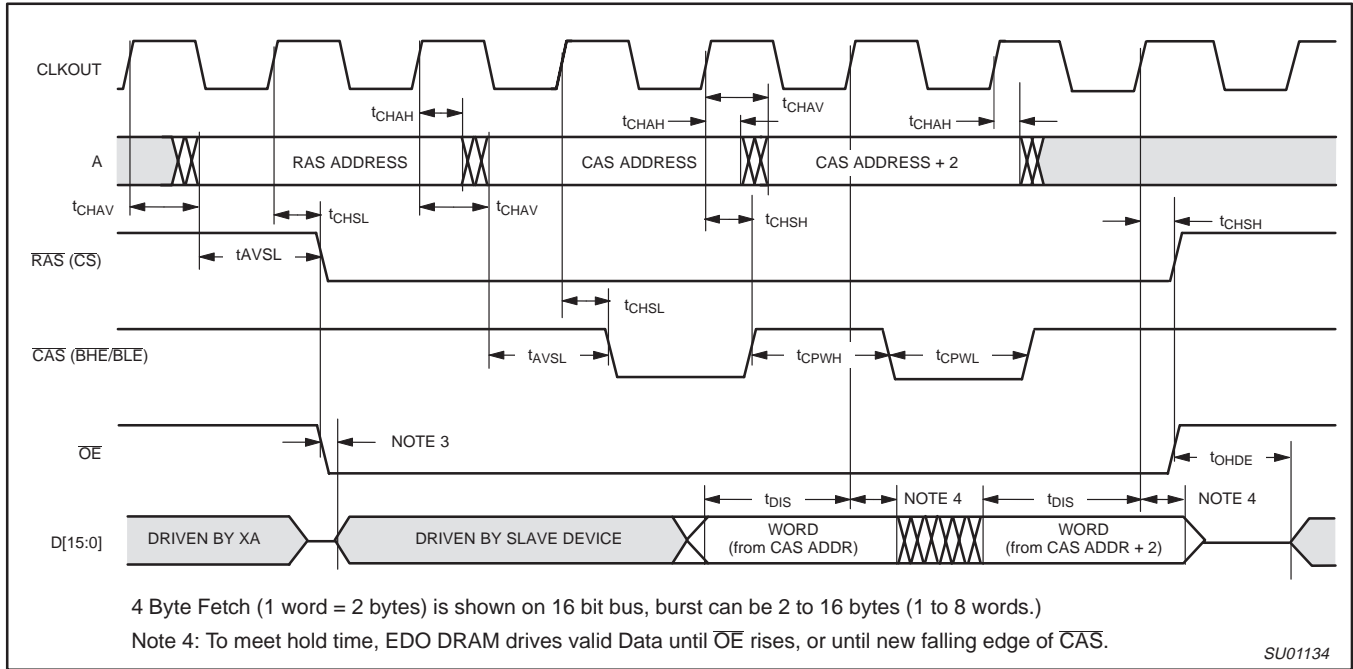 CLKOUT
tCHAH
tCHAH
tCHAV
tCHAH
A
RAS ADDRESS
CAS ADDRESS
CAS ADDRESS + 2
tCHAV
tCHSL
tCHAV
tCHSH
tCHSH
RAS (CS)
tAVSL
tCHSL
CAS (BHE/BLE)
tAVSL
tCPWH
tCPWL
OE
NOTE 3
tOHDE
tDIS
NOTE 4
tDIS
NOTE 4
D[15:0]
DRIVEN BY XA
DRIVEN BY SLAVE DEVICE
WORD
(from CAS ADDR)
WORD
(from CAS ADDR + 2)
4 Byte Fetch (1 word = 2 bytes) is shown on 16 bit bus, burst can be 2 to 16 bytes (1 to 8 words.)
Note 4: To meet hold time, EDO DRAM drives valid Data until OE rises, or until new falling edge of CAS.
SU01134